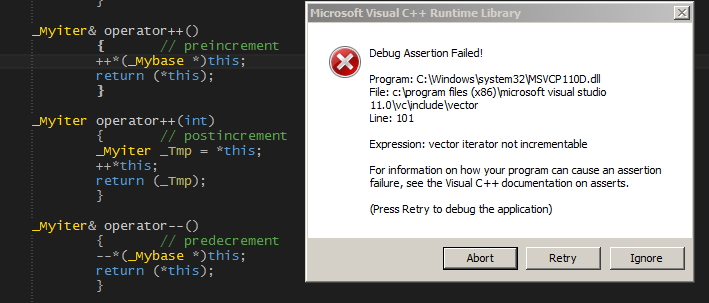 }
_Myiter& operator++()
{ // preincrement
++*(_Mybase *)this;
return (*this);
}
_Myiter operator++(int)
{ // postincrement
_Myiter _Tmp = *this;
++*this;
return (_Tmp);
}
_Myiter& operator--()
{ // predecrement
--*(_Mybase *)this;
return (*this);
}
Microsoft Visual C++ Runtime Library
Debug Assertion Failed!
Program: C:\Windows\system32\MSVCP110D.dll
File: c:\program files (x86)\microsoft visual studio
11.0\vc\include\vector
Line: 101
Expression: vector iterator not incrementable
For information on how your program can cause an assertion
failure, see the Visual C++ documentation on asserts.
(Press Retry to debug the application)
Abort
Retry
Ignore